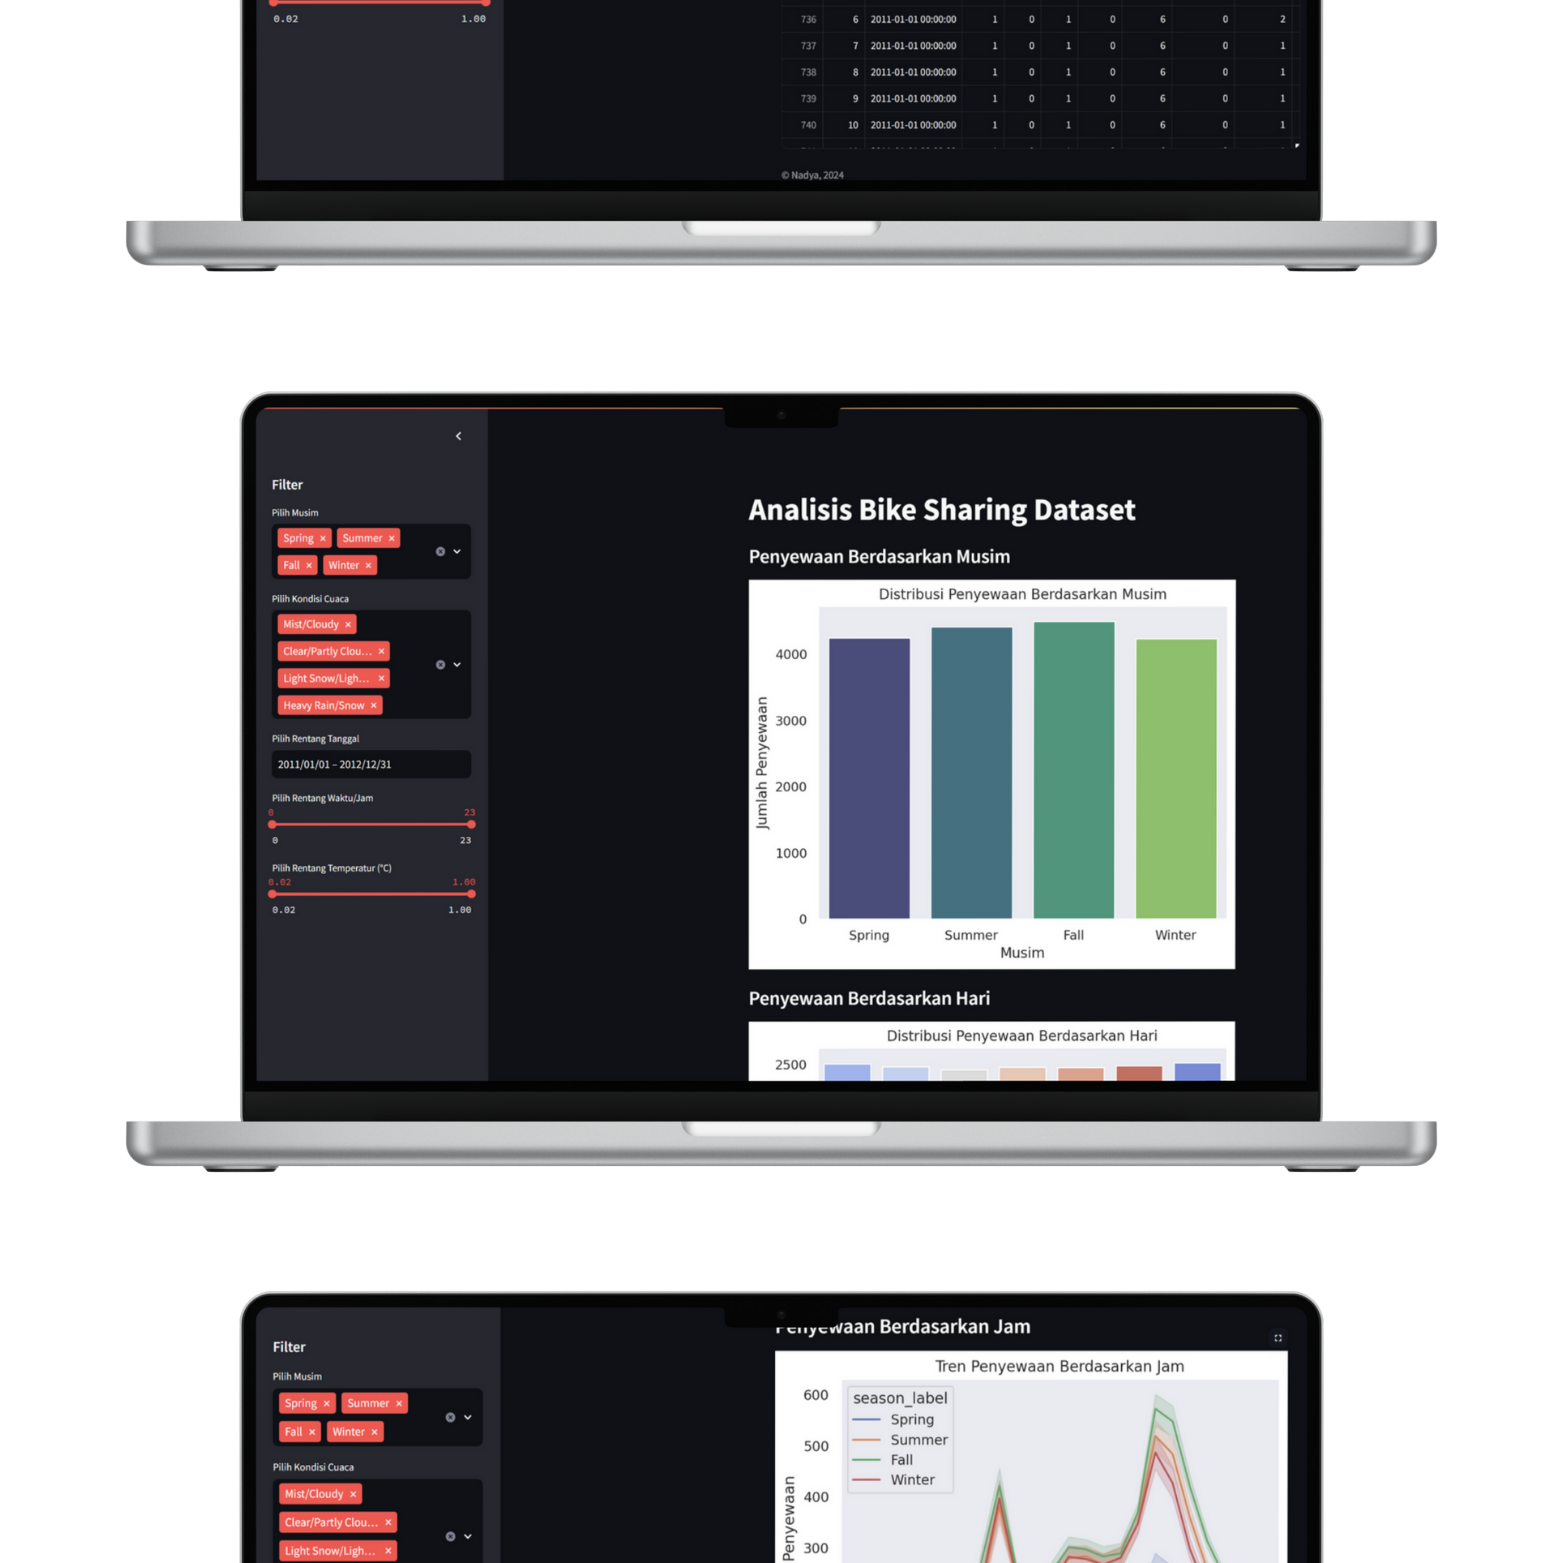 0.02 1.00
736 6 2011-01-01 00:00:00 1 0 1 0 6 0 2
737 7 2011-01-01 00:00:00 1 0 1 0 6 0 1
738 8 2011-01-01 00:00:00 1 0 1 0 6 0 1
739 9 2011-01-01 00:00:00 1 0 1 0 6 0 1
740 10 2011-01-01 00:00:00 1 0 1 0 6 0 1
© Nadya, 2024
Filter
Pilih Musim
Spring × Summer ×
Fall × Winter ×
Pilih Kondisi Cuaca
Mist/Cloudy ×
Clear/Partly Clou... ×
Light Snow/Ligh... ×
Heavy Rain/Snow ×
Pilih Rentang Tanggal
2011/01/01 – 2012/12/31
Pilih Rentang Waktu/Jam
0 23
0 23
Pilih Rentang Temperatur (°C)
0.02 1.00
0.02 1.00
Analisis Bike Sharing Dataset
Penyewaan Berdasarkan Musim
Distribusi Penyewaan Berdasarkan Musim
Jumlah Penyewaan
4000
3000
2000
1000
0
Spring Summer Fall Winter
Musim
Penyewaan Berdasarkan Hari
Distribusi Penyewaan Berdasarkan Hari
2500
Filter
Pilih Musim
Spring × Summer ×
Fall × Winter ×
Pilih Kondisi Cuaca
Mist/Cloudy ×
Clear/Partly Clou... ×
Light Snow/Ligh... ×
Penyewaan Berdasarkan Jam
Tren Penyewaan Berdasarkan Jam
600
500
400
300
Penyewaan
season_label
Spring
Summer
Fall
Winter